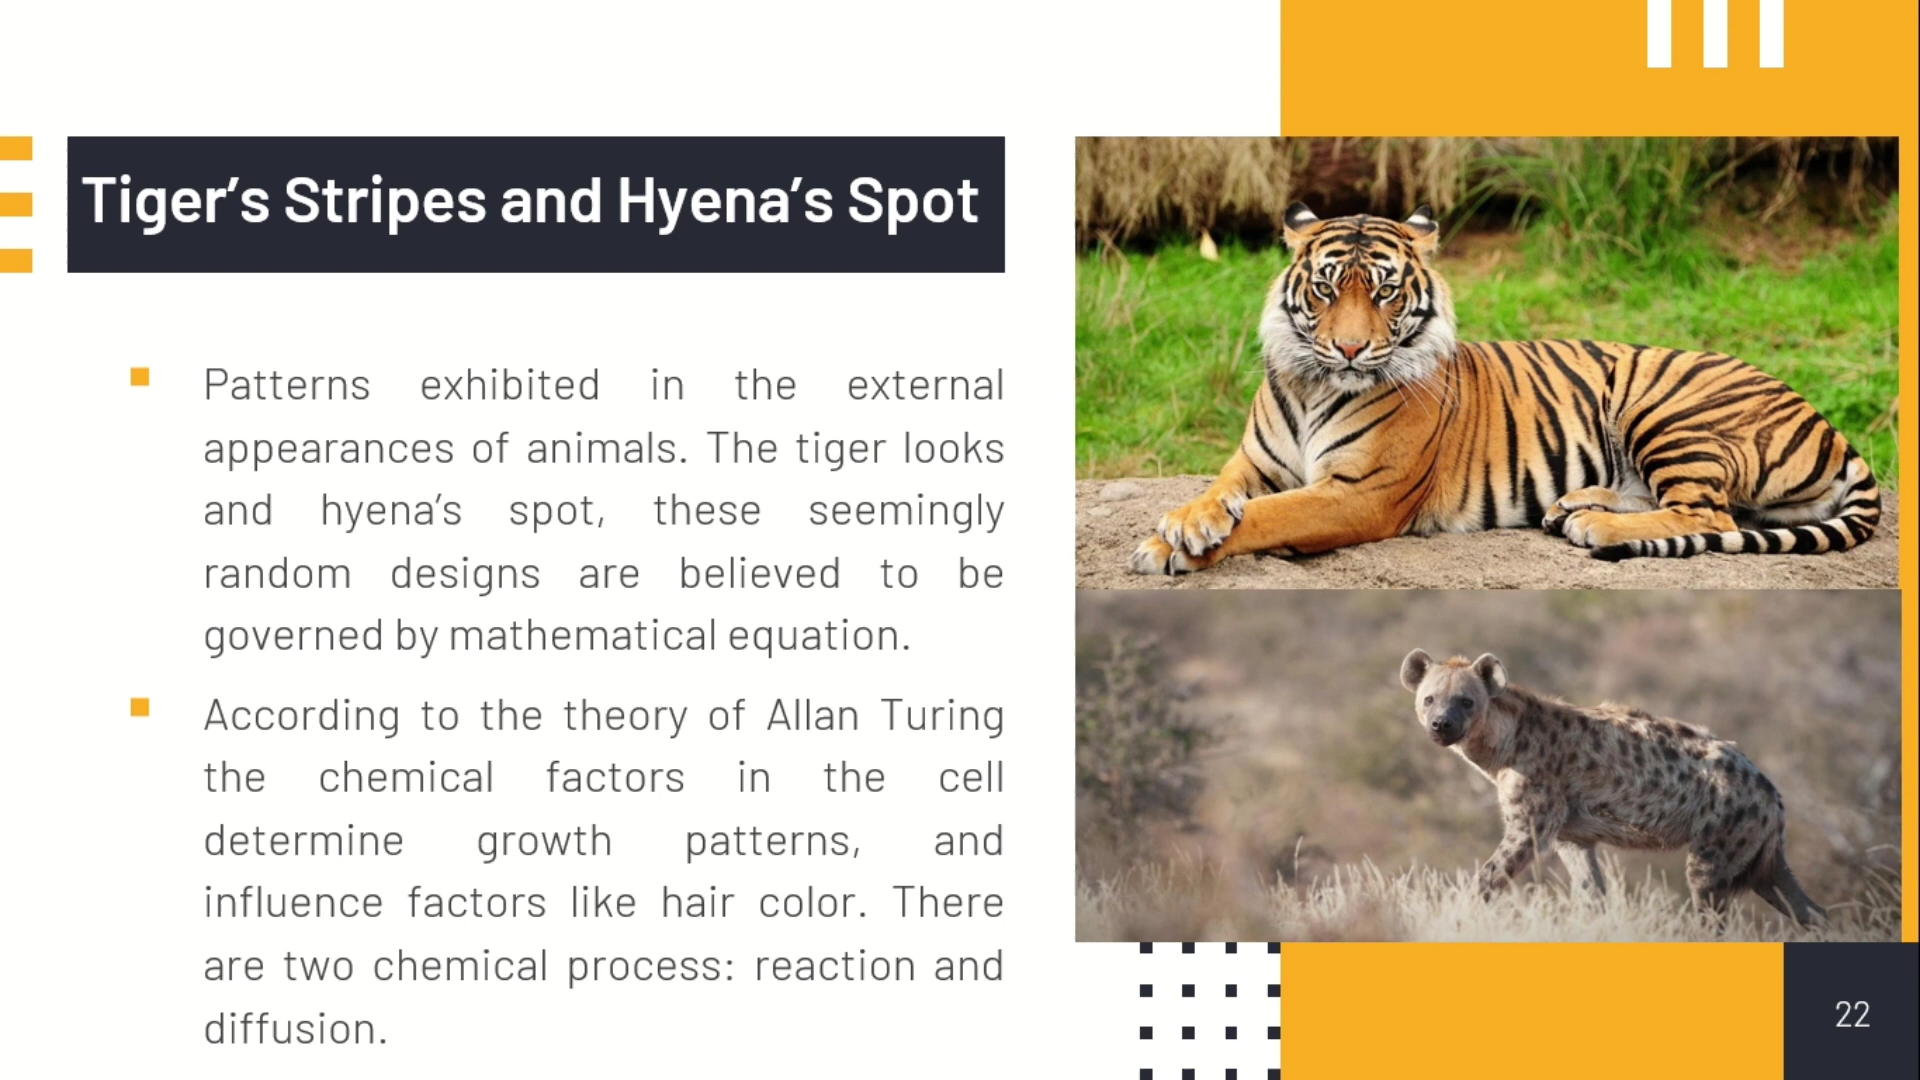 Tiger’s Stripes and Hyena’s Spot
Patterns exhibited in the external
appearances of animals. The tiger looks
and hyena’s spot, these seemingly
random designs are believed to be
governed by mathematical equation.
According to the theory of Allan Turing
the chemical factors in the cell
determine growth patterns, and
influence factors like hair color. There
are two chemical process: reaction and
diffusion.
22